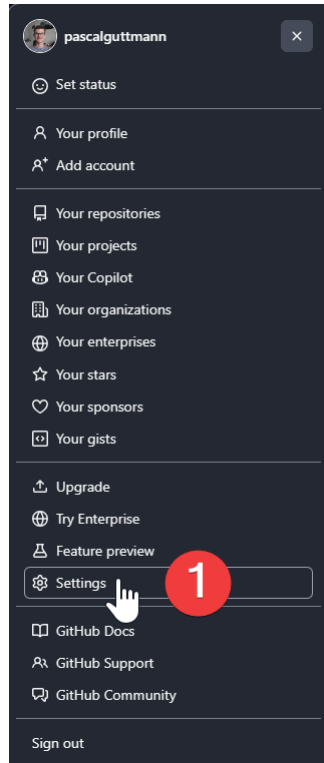 pascalguttmann
Set status
Your profile
Add account
Your repositories
Your projects
Your Copilot
Your organizations
Your enterprises
Your stars
Your sponsors
Your gists
Upgrade
Try Enterprise
Feature preview
Settings
1
GitHub Docs
GitHub Support
GitHub Community
Sign out